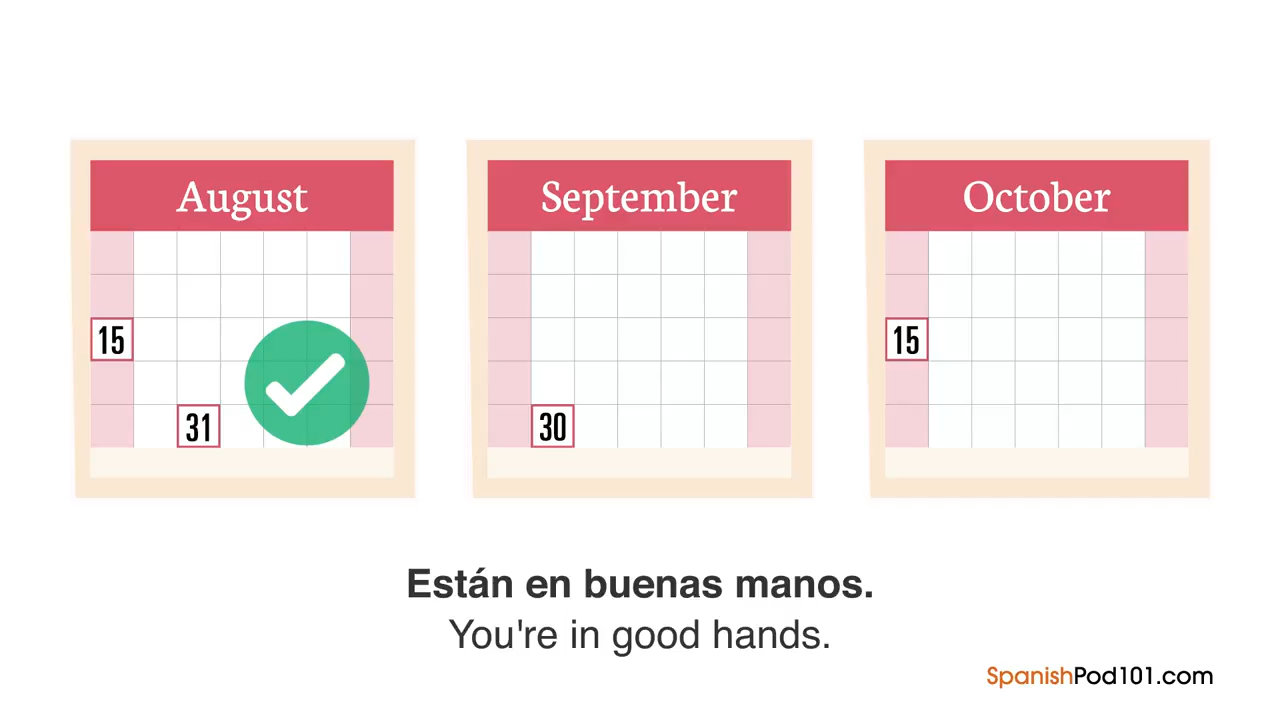 August
September
October
15
15
31
30
Están en buenas manos.
You're in good hands.
SpanishPod101.com